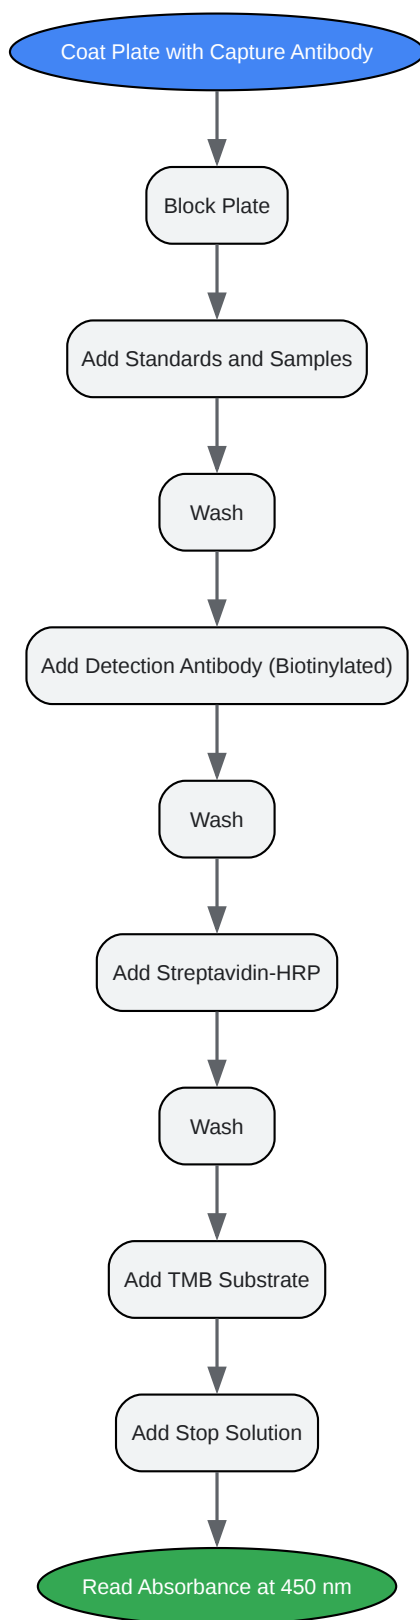 Coat Plate with Capture Antibody
Block Plate
Add Standards and Samples
Wash
Add Detection Antibody (Biotinylated)
Wash
Add Streptavidin-HRP
Wash
Add TMB Substrate
Add Stop Solution
Read Absorbance at 450 nm